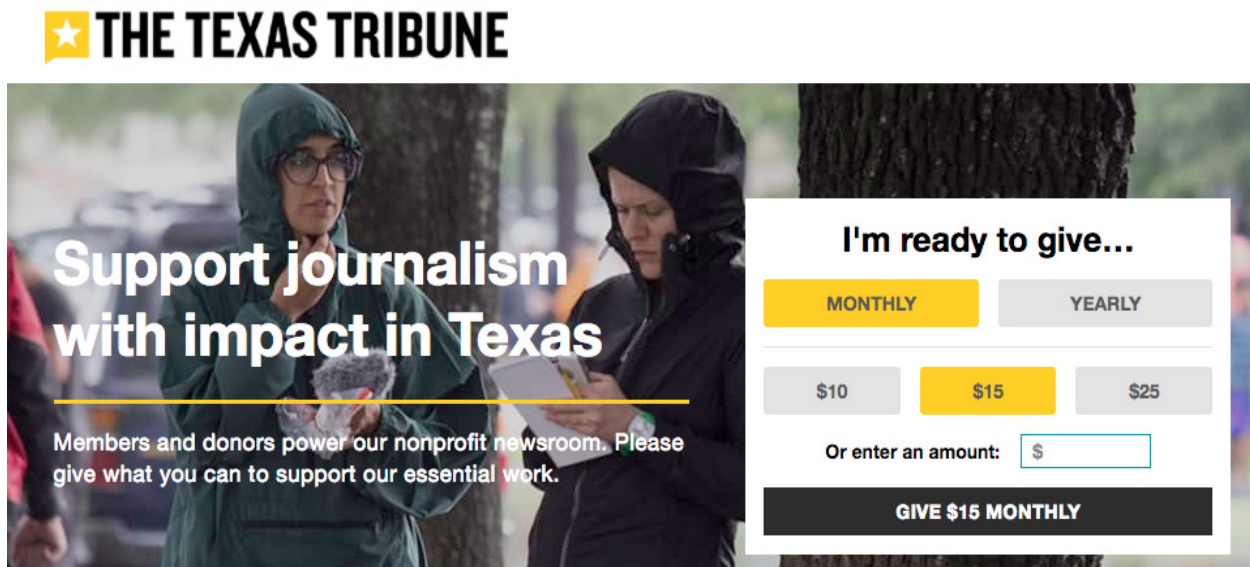 THE TEXAS TRIBUNE
Support journalism
with impact in Texas
Members and donors power our nonprofit newsroom. Please
give what you can to support our essential work.
I'm ready to give...
MONTHLY YEARLY
$10 $15 $25
Or enter an amount: $
GIVE $15 MONTHLY